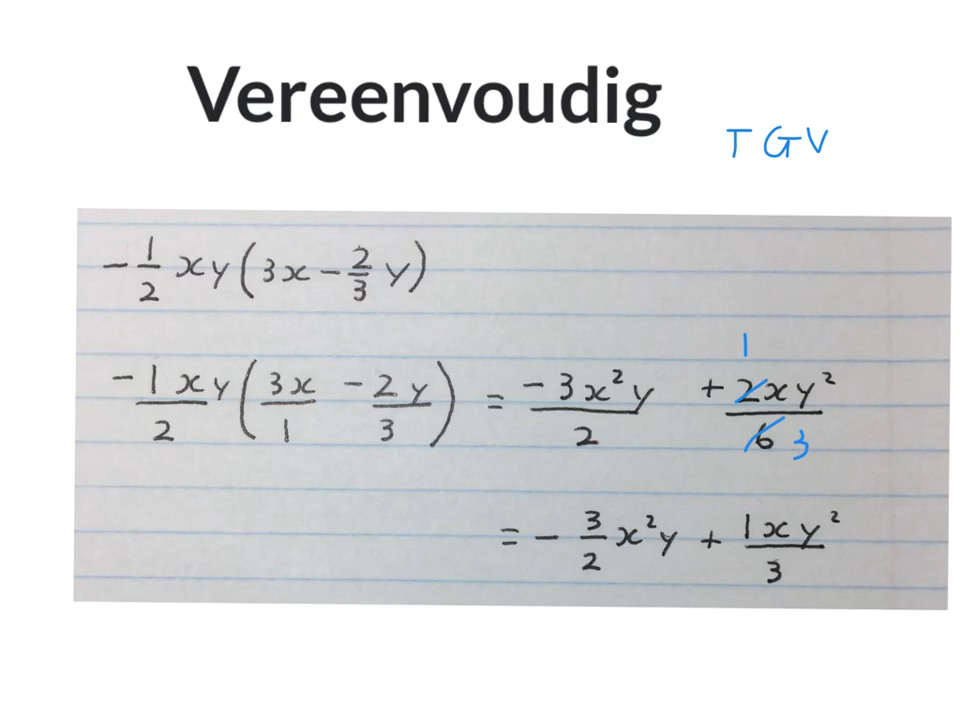 Vereenvoudig
T G V
-1/2 xy(3x - 2/3 y)
-1xy/2 (3x/1 - 2y/3) = -3x²y/2 + 2xy²/6 1 3
= -3/2 x²y + 1xy²/3